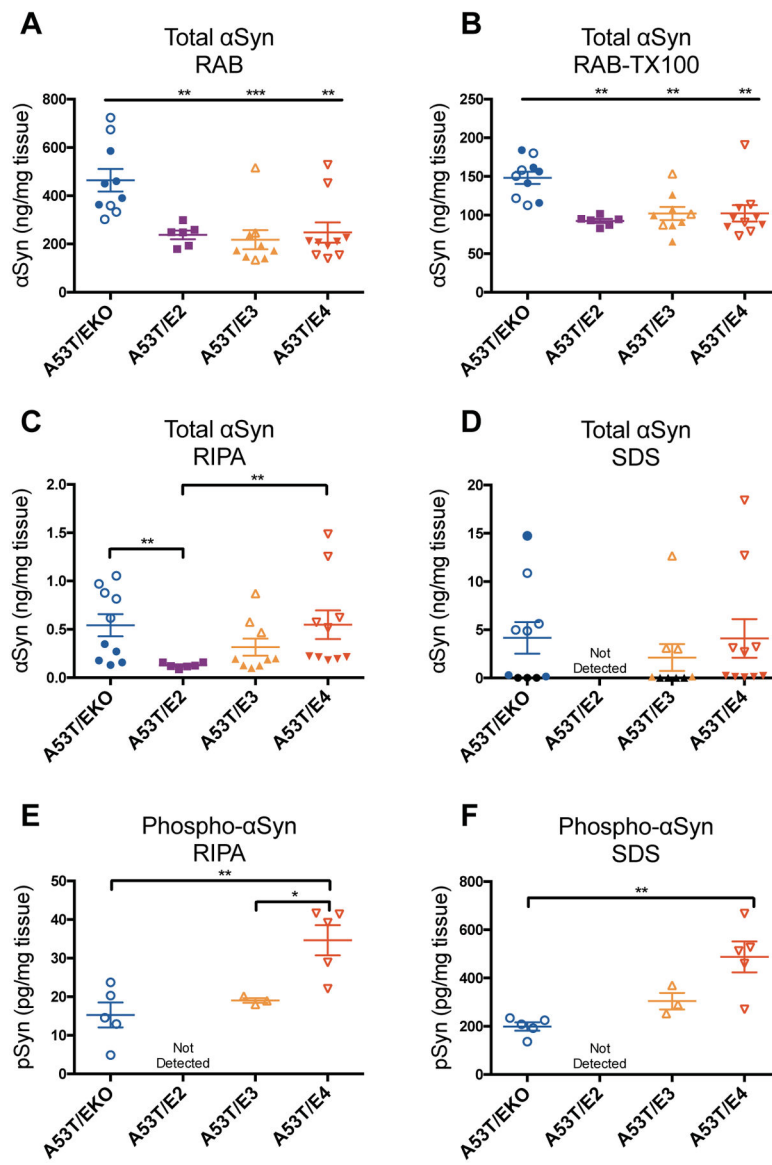 A
Total αSyn
RAB
αSyn (ng/mg tissue)
800
600
400
200
0
** *** **
A53T/EKO
A53T/E2
A53T/E3
A53T/E4
B
Total αSyn
RAB-TX100
αSyn (ng/mg tissue)
250
200
150
100
50
0
** ** **
A53T/EKO
A53T/E2
A53T/E3
A53T/E4
C
Total αSyn
RIPA
αSyn (ng/mg tissue)
2.0
1.5
1.0
0.5
0.0
**
**
A53T/EKO
A53T/E2
A53T/E3
A53T/E4
D
Total αSyn
SDS
αSyn (ng/mg tissue)
20
15
10
5
0
Not
Detected
A53T/EKO
A53T/E2
A53T/E3
A53T/E4
E
Phospho-αSyn
RIPA
pSyn (pg/mg tissue)
50
40
30
20
10
0
**
*
Not
Detected
A53T/EKO
A53T/E2
A53T/E3
A53T/E4
F
Phospho-αSyn
SDS
pSyn (pg/mg tissue)
800
600
400
200
0
**
Not
Detected
A53T/EKO
A53T/E2
A53T/E3
A53T/E4